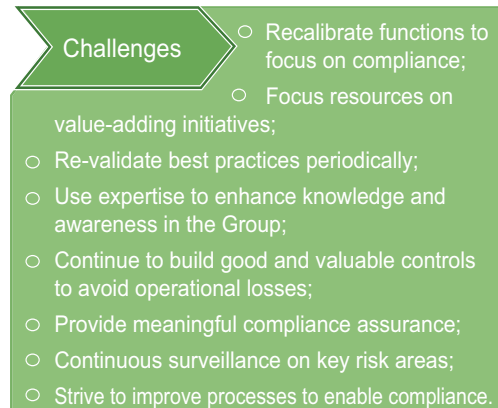 Challenges
○ Recalibrate functions to
focus on compliance;
○ Focus resources on
value-adding initiatives;
○ Re-validate best practices periodically;
○ Use expertise to enhance knowledge and
awareness in the Group;
○ Continue to build good and valuable controls
to avoid operational losses;
○ Provide meaningful compliance assurance;
○ Continuous surveillance on key risk areas;
○ Strive to improve processes to enable compliance.